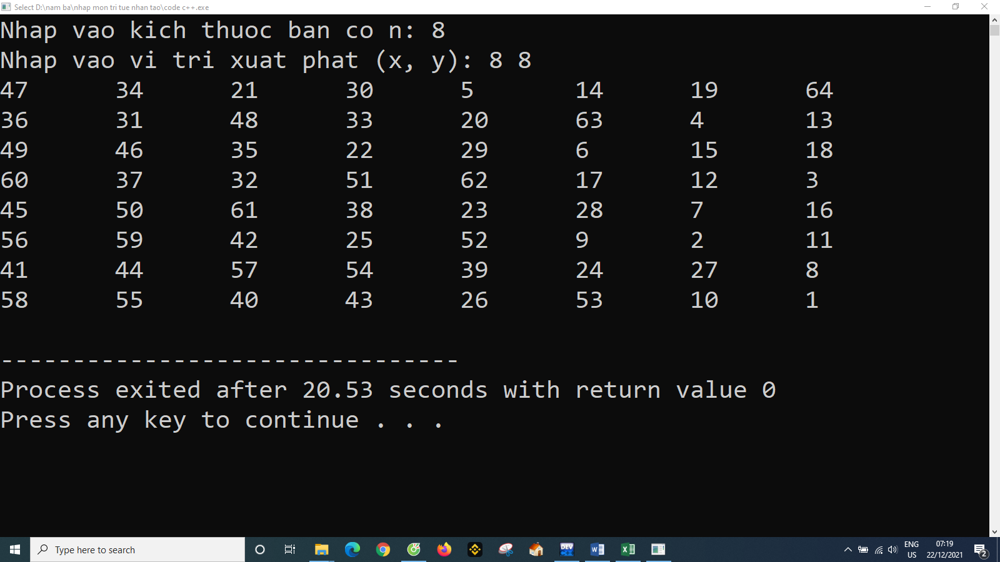 Select D:\nam ba\nhap mon tri tue nhan tao\code c++.exe
Nhap vao kich thuoc ban co n: 8
Nhap vao vi tri xuat phat (x, y): 8 8
47 34 21 30 5 14 19 64
36 31 48 33 20 63 4 13
49 46 35 22 29 6 15 18
60 37 32 51 62 17 12 3
45 50 61 38 23 28 7 16
56 59 42 25 52 9 2 11
41 44 57 54 39 24 27 8
58 55 40 43 26 53 10 1
--------------------------------
Process exited after 20.53 seconds with return value 0
Press any key to continue . . .
Type here to search
DEV
C++
ENG
US
07:19
22/12/2021
2